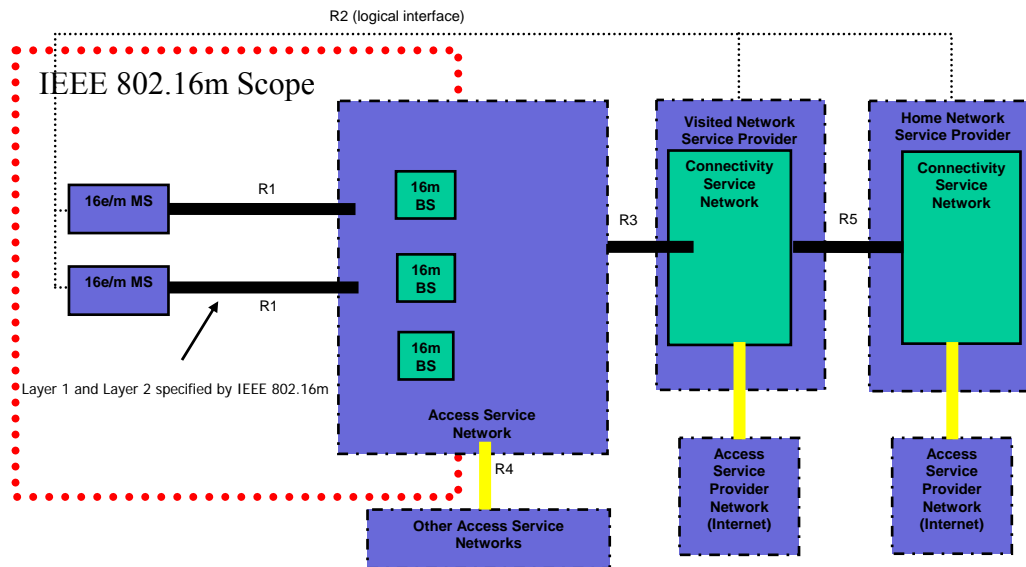 R2 (logical interface)
IEEE 802.16m Scope
Visited Network
Service Provider
Home Network
Service Provider
Connectivity
Service
Network
Connectivity
Service
Network
16e/m MS
R1
16m
BS
R3
R5
16e/m MS
R1
16m
BS
16m
BS
Layer 1 and Layer 2 specified by IEEE 802.16m
Access Service
Network
R4
Other Access Service
Networks
Access
Service
Provider
Network
(Internet)
Access
Service
Provider
Network
(Internet)